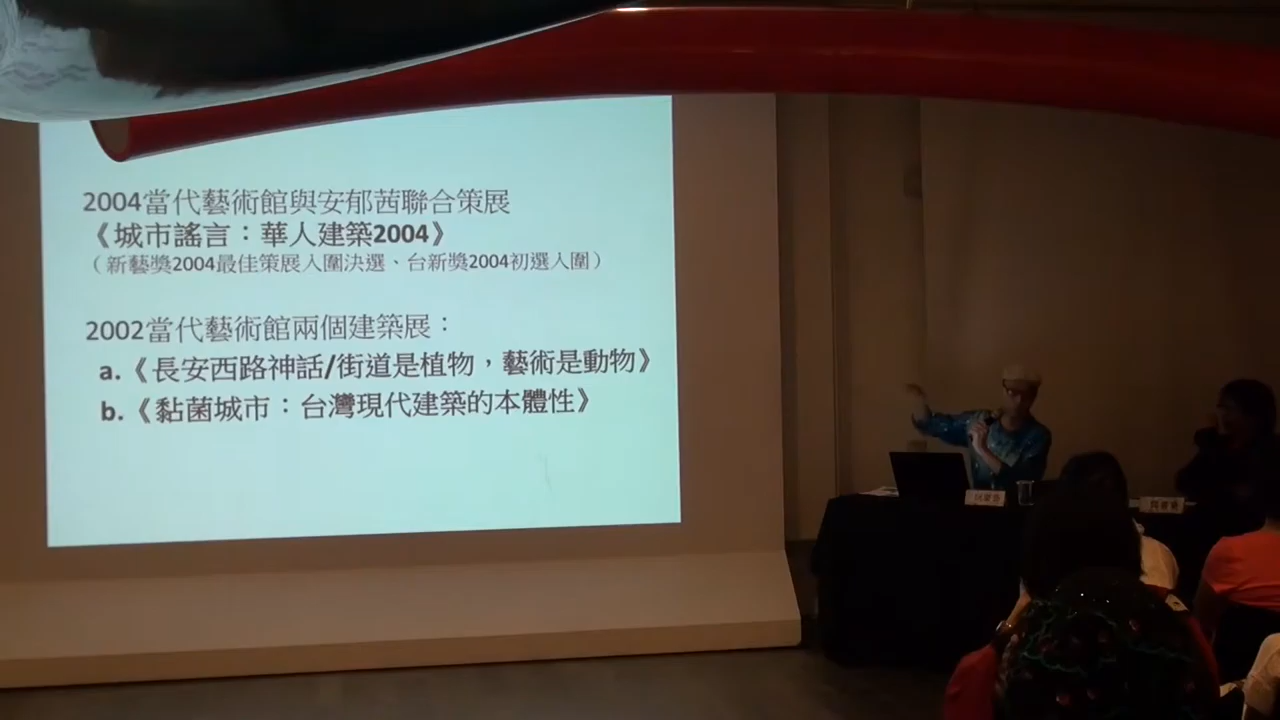 2004當代藝術館與安郁茜聯合策展
《城市謠言：華人建築2004》
（新藝獎2004最佳策展入圍決選、台新獎2004初選入圍）
2002當代藝術館兩個建築展：
a.《長安西路神話/街道是植物，藝術是動物》
b.《黏菌城市：台灣現代建築的本體性》